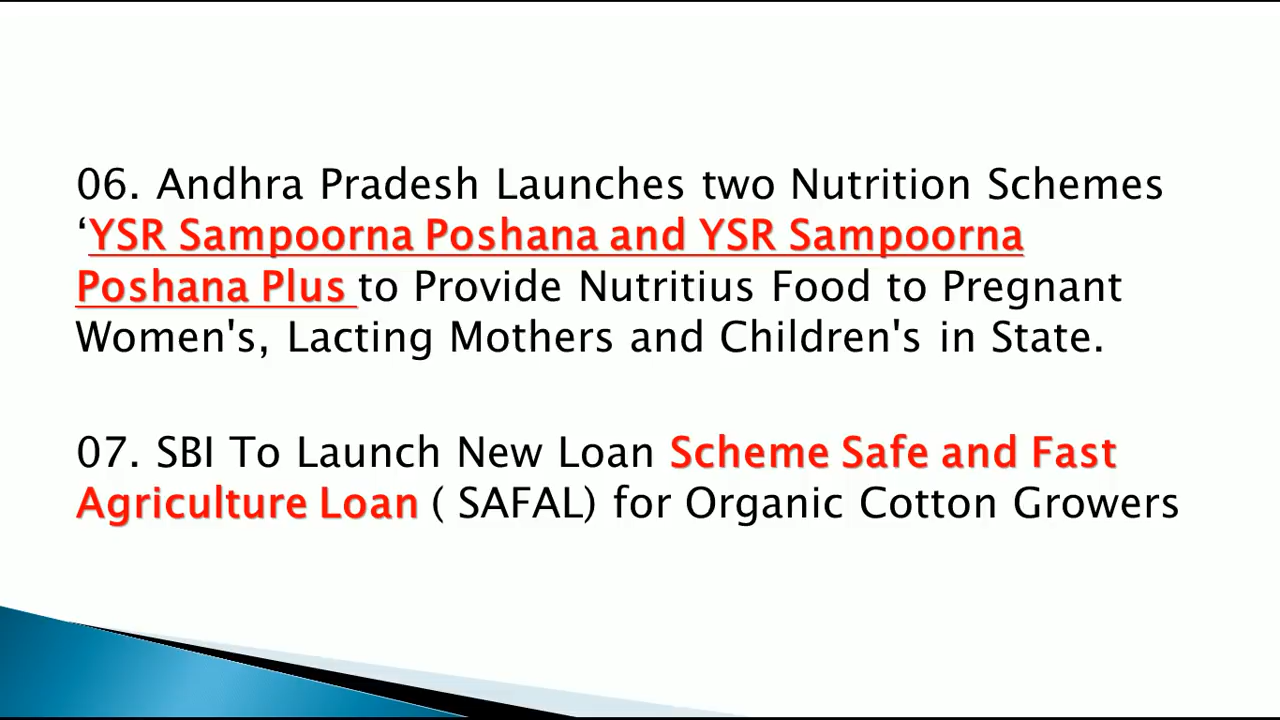 06. Andhra Pradesh Launches two Nutrition Schemes
‘YSR Sampoorna Poshana and YSR Sampoorna
Poshana Plus to Provide Nutritius Food to Pregnant
Women's, Lacting Mothers and Children's in State.
07. SBI To Launch New Loan Scheme Safe and Fast
Agriculture Loan ( SAFAL) for Organic Cotton Growers